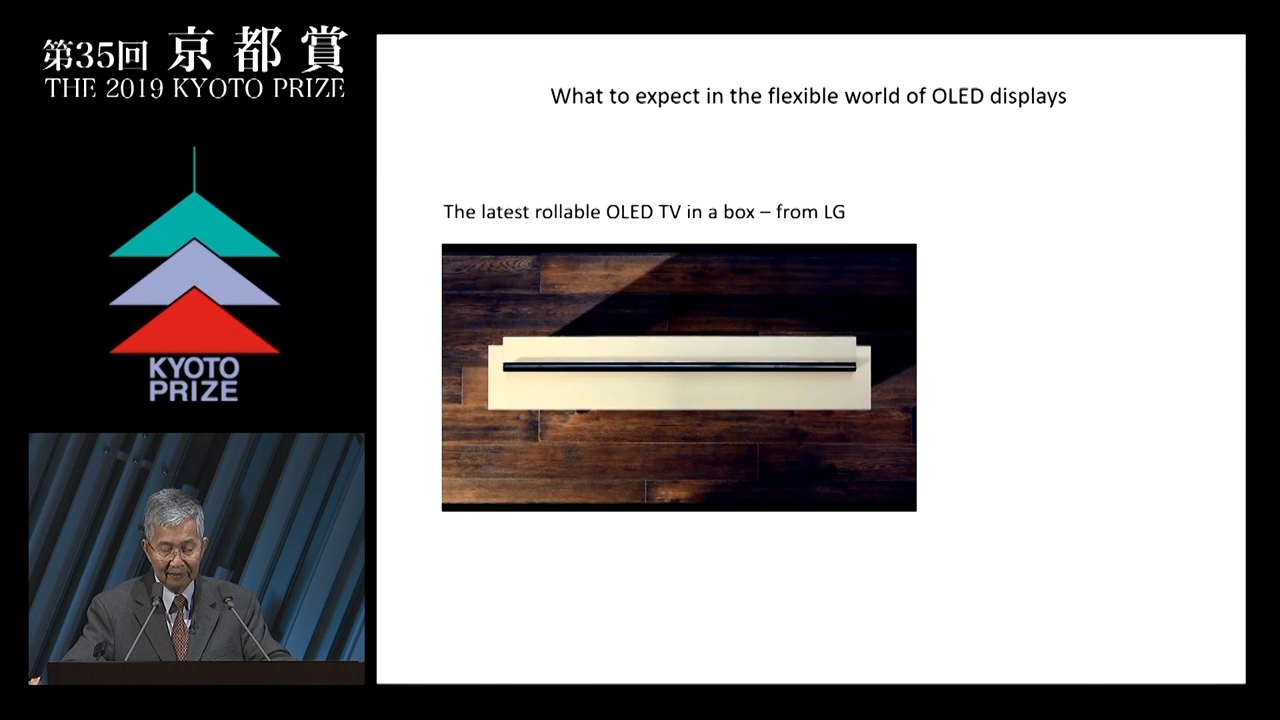 第35回 京都賞
THE 2019 KYOTO PRIZE
KYOTO
PRIZE
What to expect in the flexible world of OLED displays
The latest rollable OLED TV in a box – from LG